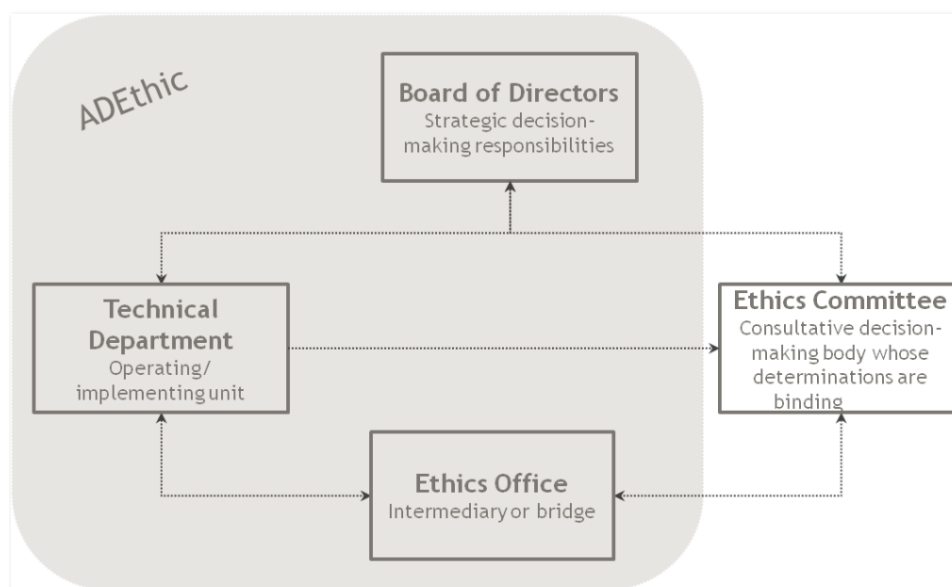 ADEthic
Board of Directors
Strategic decision-
making responsibilities
Technical
Department
Operating/
implementing unit
Ethics Committee
Consultative decision-
making body whose
determinations are
binding
Ethics Office
Intermediary or bridge